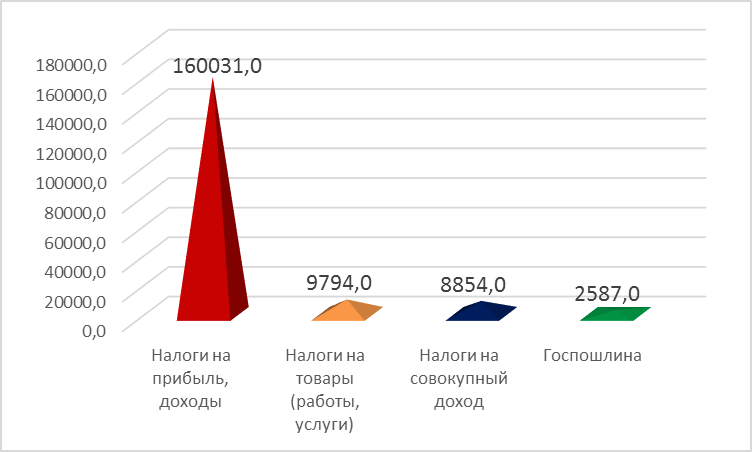 180000,0
160000,0
140000,0
120000,0
100000,0
80000,0
60000,0
40000,0
20000,0
0,0
160031,0
9794,0
8854,0
2587,0
Налоги на
прибыль,
доходы
Налоги на
товары
(работы,
услуги)
Налоги на
совокупный
доход
Госпошлина